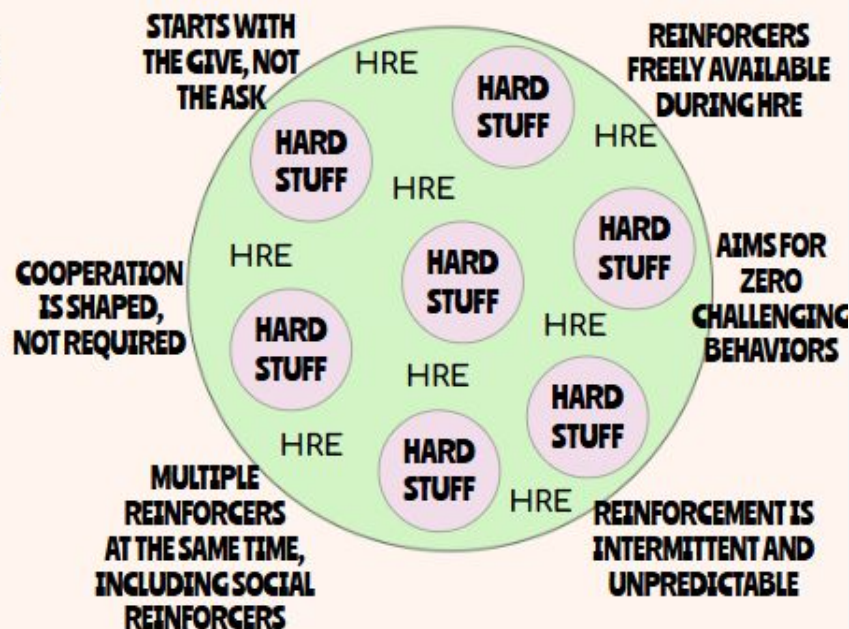 STARTS WITH
THE GIVE, NOT
THE ASK
HRE
REINFORCERS
FREELY AVAILABLE
DURING HRE
HARD
STUFF
HARD
STUFF
HRE
HRE
HARD
STUFF
HARD
STUFF
HRE
AIMS FOR
ZERO
CHALLENGING
BEHAVIORS
COOPERATION
IS SHAPED,
NOT REQUIRED
HARD
STUFF
HRE
HRE
HARD
STUFF
HRE
HARD
STUFF
MULTIPLE
REINFORCERS
AT THE SAME TIME,
INCLUDING SOCIAL
REINFORCERS
HRE
REINFORCEMENT IS
INTERMITTENT AND
UNPREDICTABLE